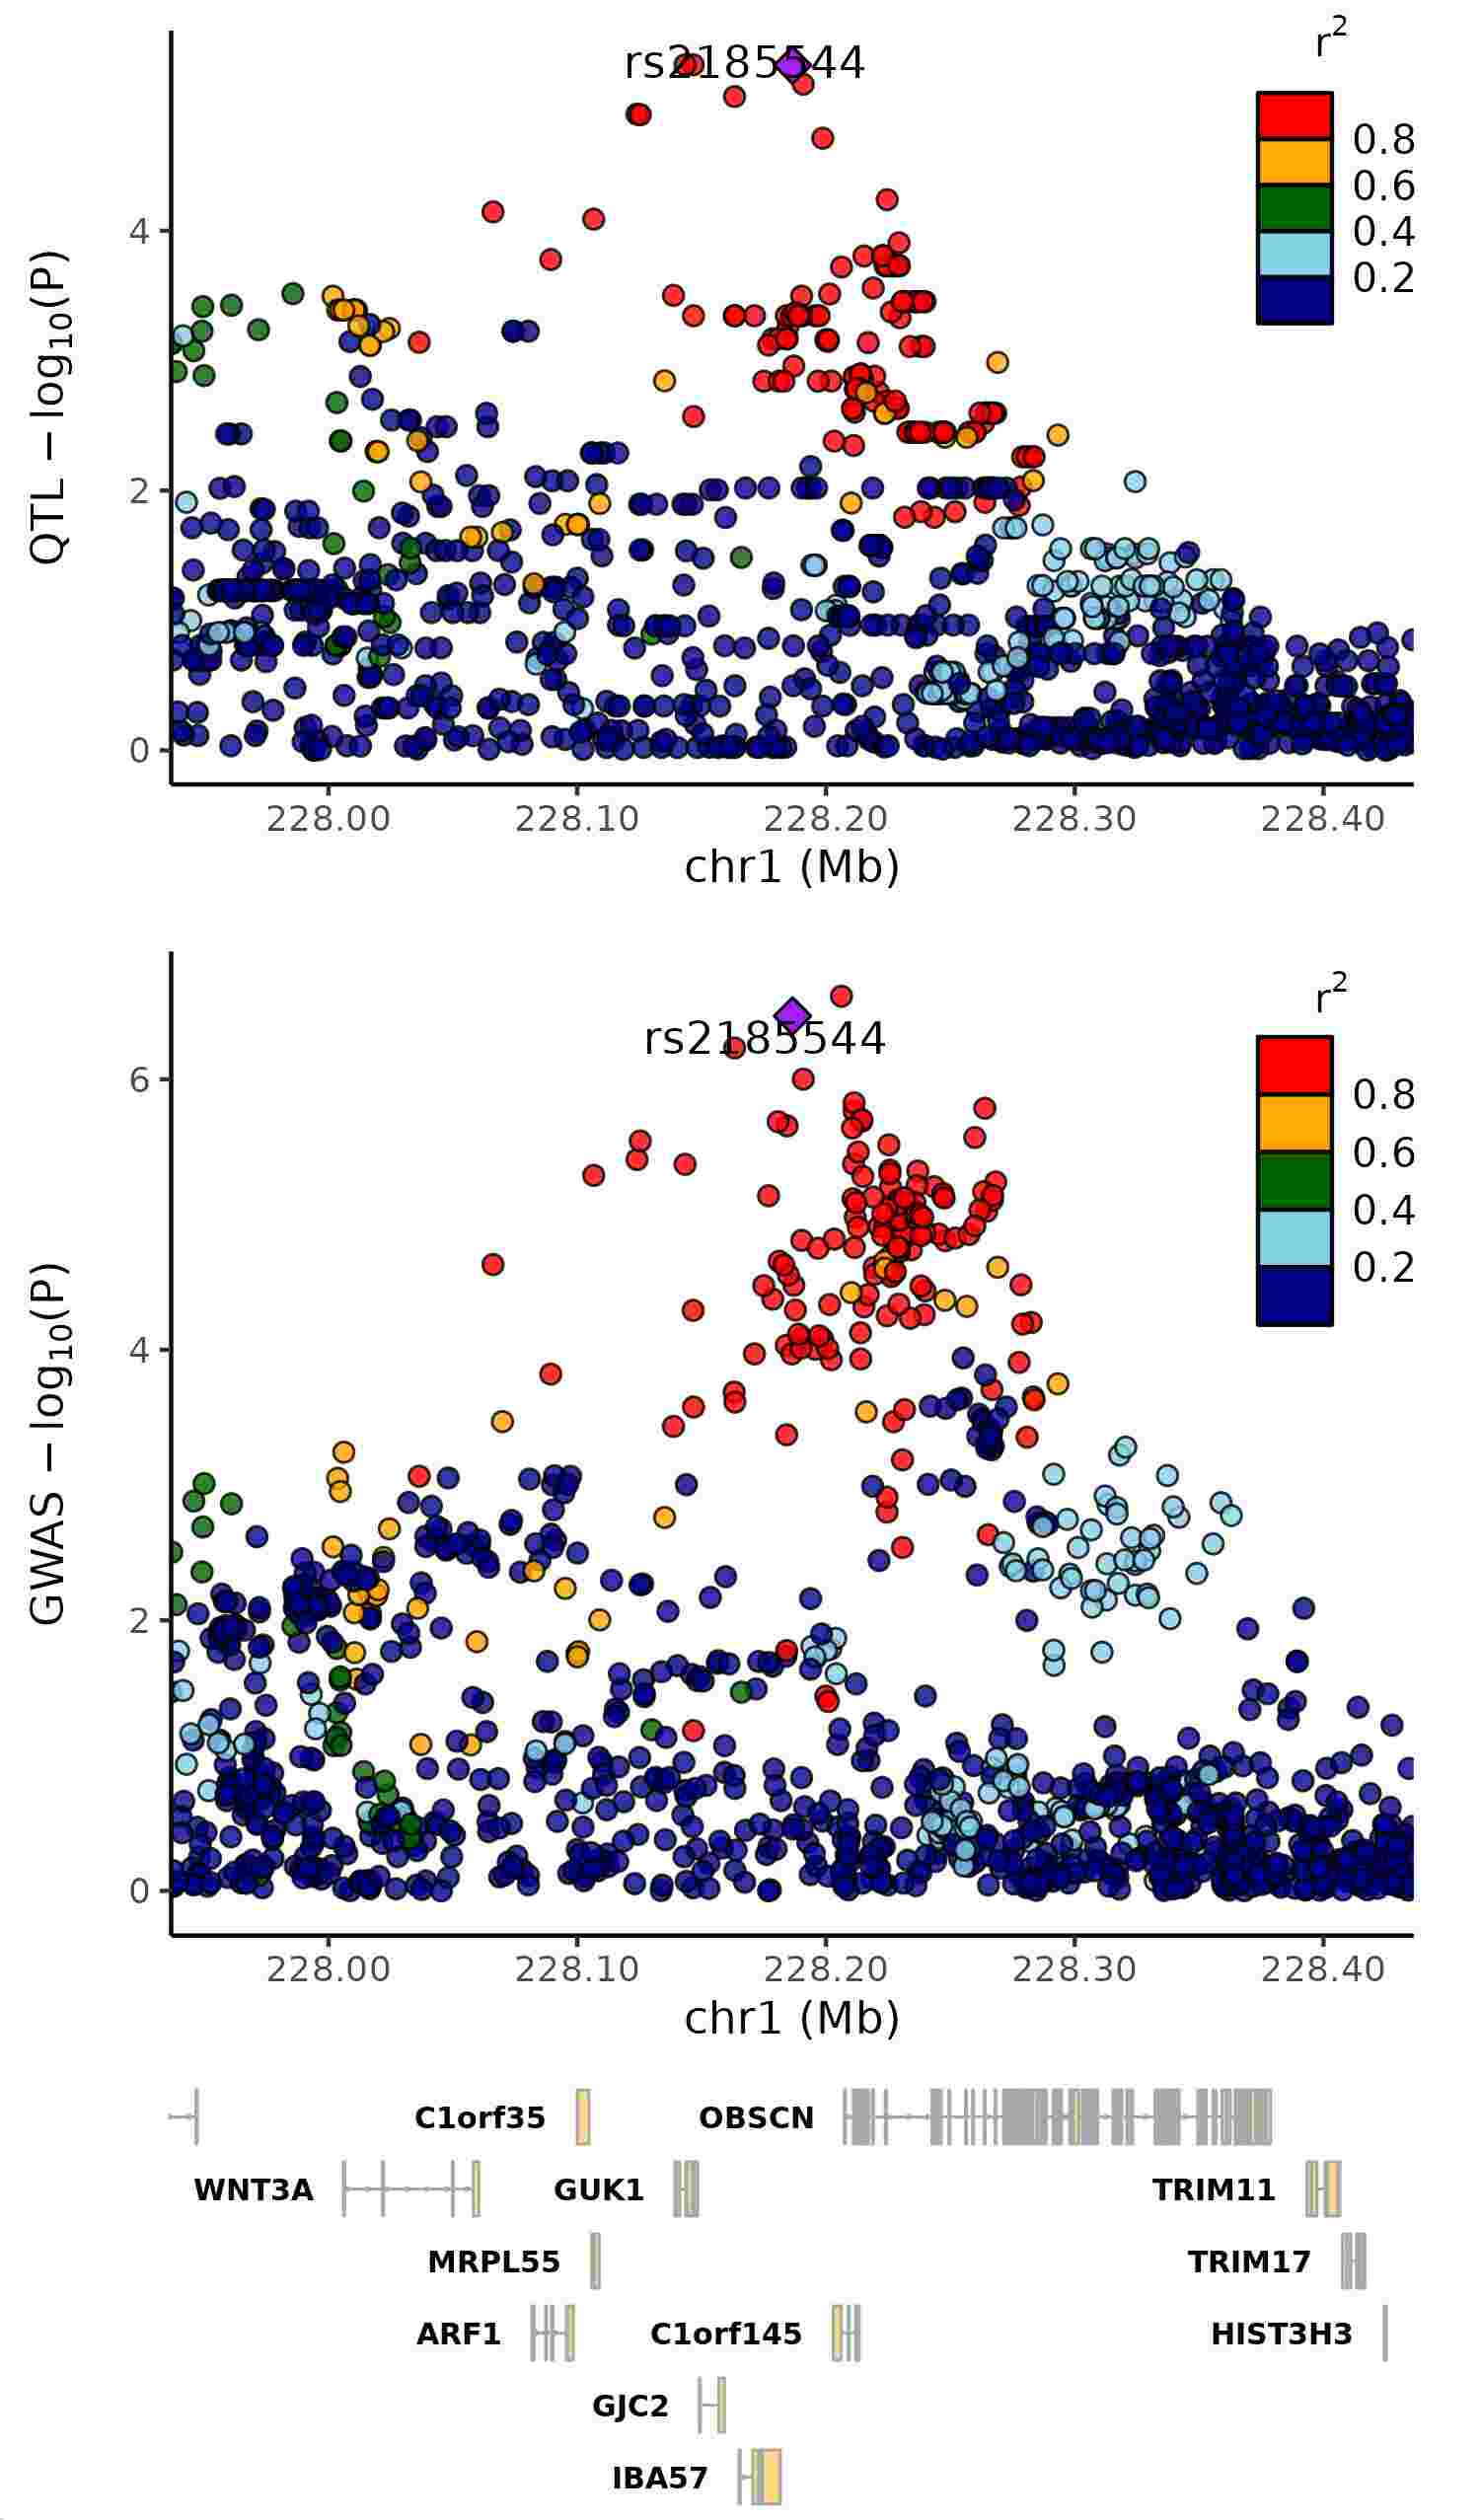 rs2185544
r²
0.8
0.6
0.4
0.2
4
2
0
QTL − log₁₀(P)
228.00 228.10 228.20 228.30 228.40
chr1 (Mb)
rs2185544
r²
0.8
0.6
0.4
0.2
6
4
2
0
GWAS − log₁₀(P)
228.00 228.10 228.20 228.30 228.40
chr1 (Mb)
C1orf35 OBSCN
WNT3A GUK1 TRIM11
MRPL55 TRIM17
ARF1 C1orf145 HIST3H3
GJC2
IBA57